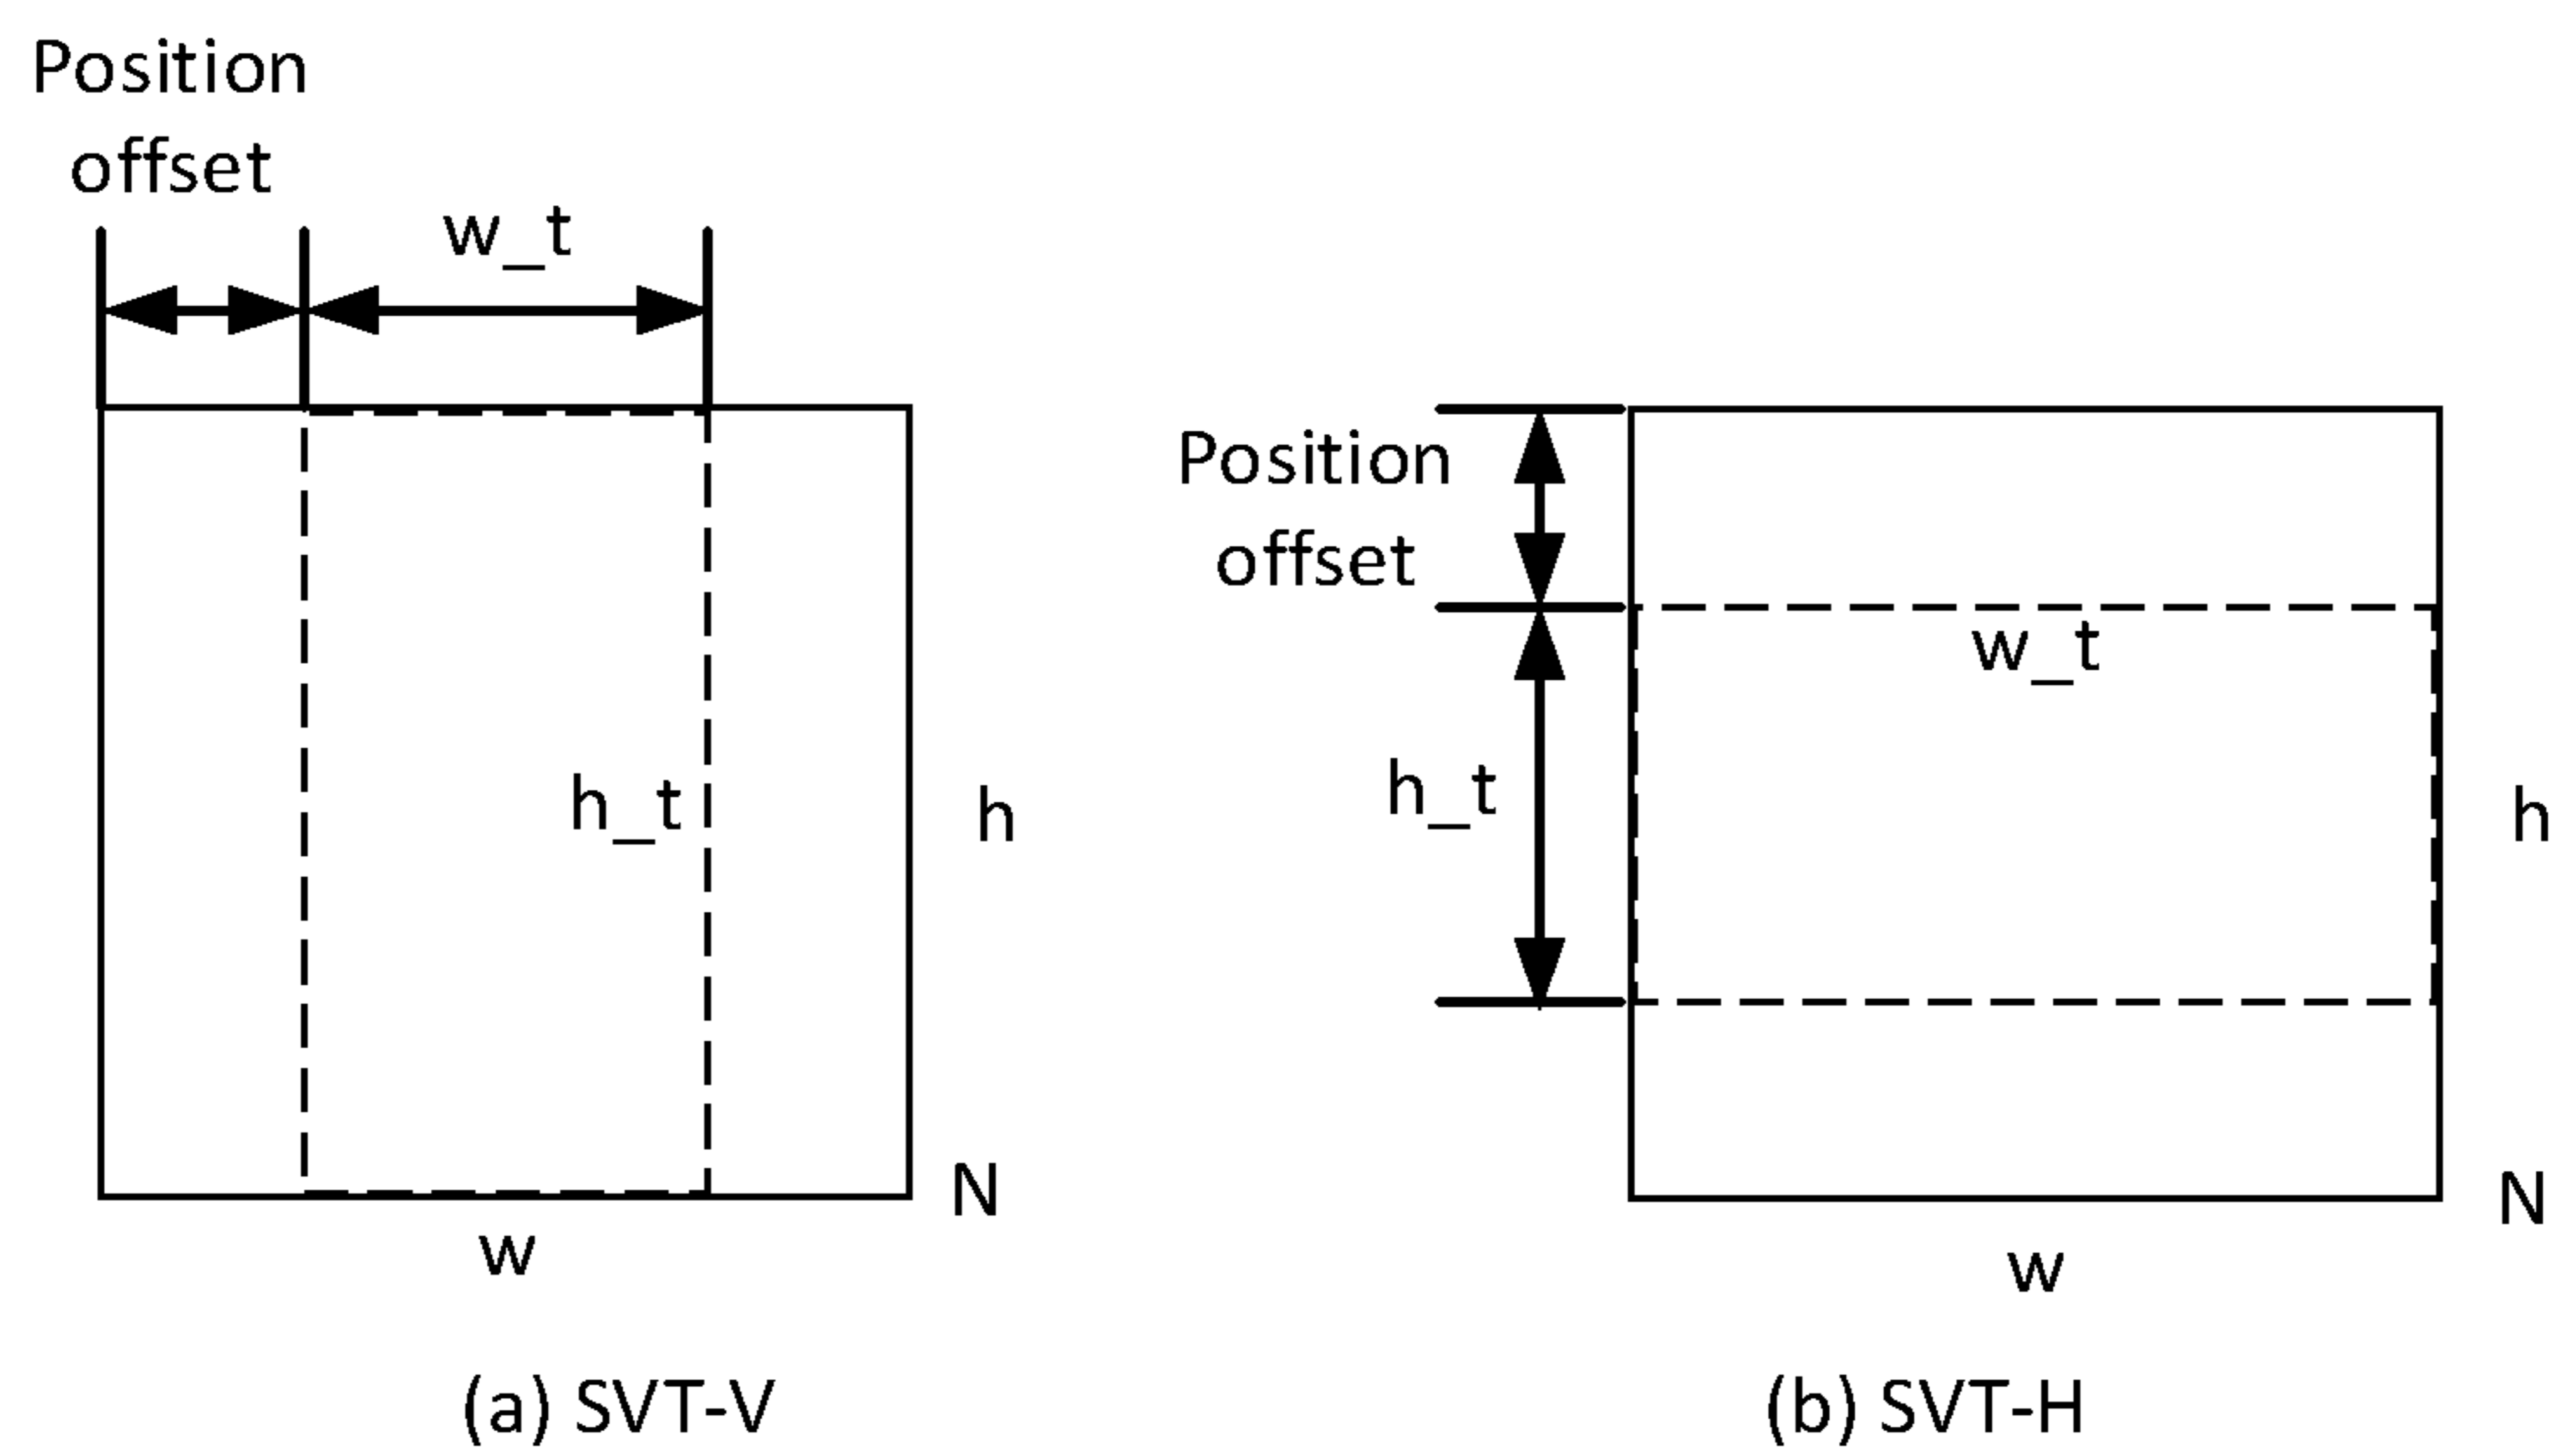 Position
offset
w_t
h_t
h
N
w
(a) SVT-V
Position
offset
w_t
h_t
h
N
w
(b) SVT-H